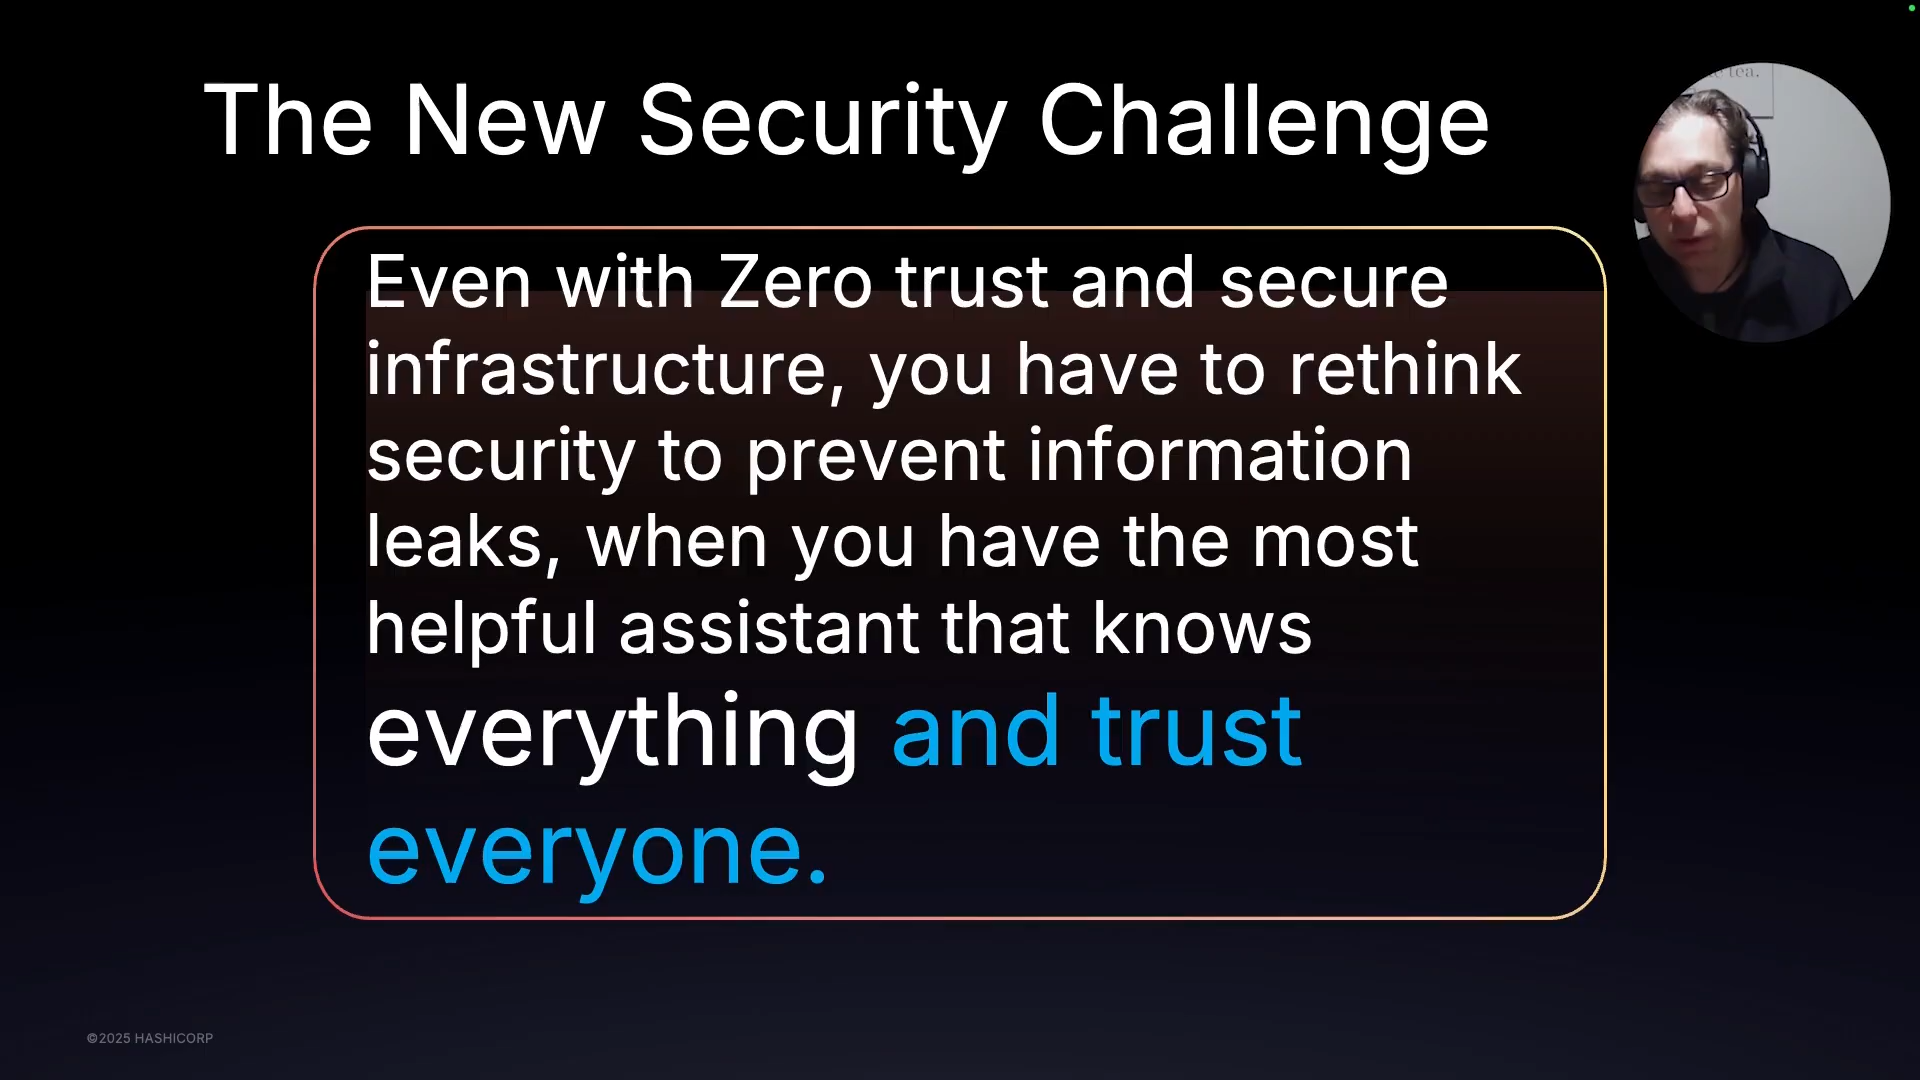 The New Security Challenge
Even with Zero trust and secure
infrastructure, you have to rethink
security to prevent information
leaks, when you have the most
helpful assistant that knows
everything and trust
everyone.
tea.
©2025 HASHICORP